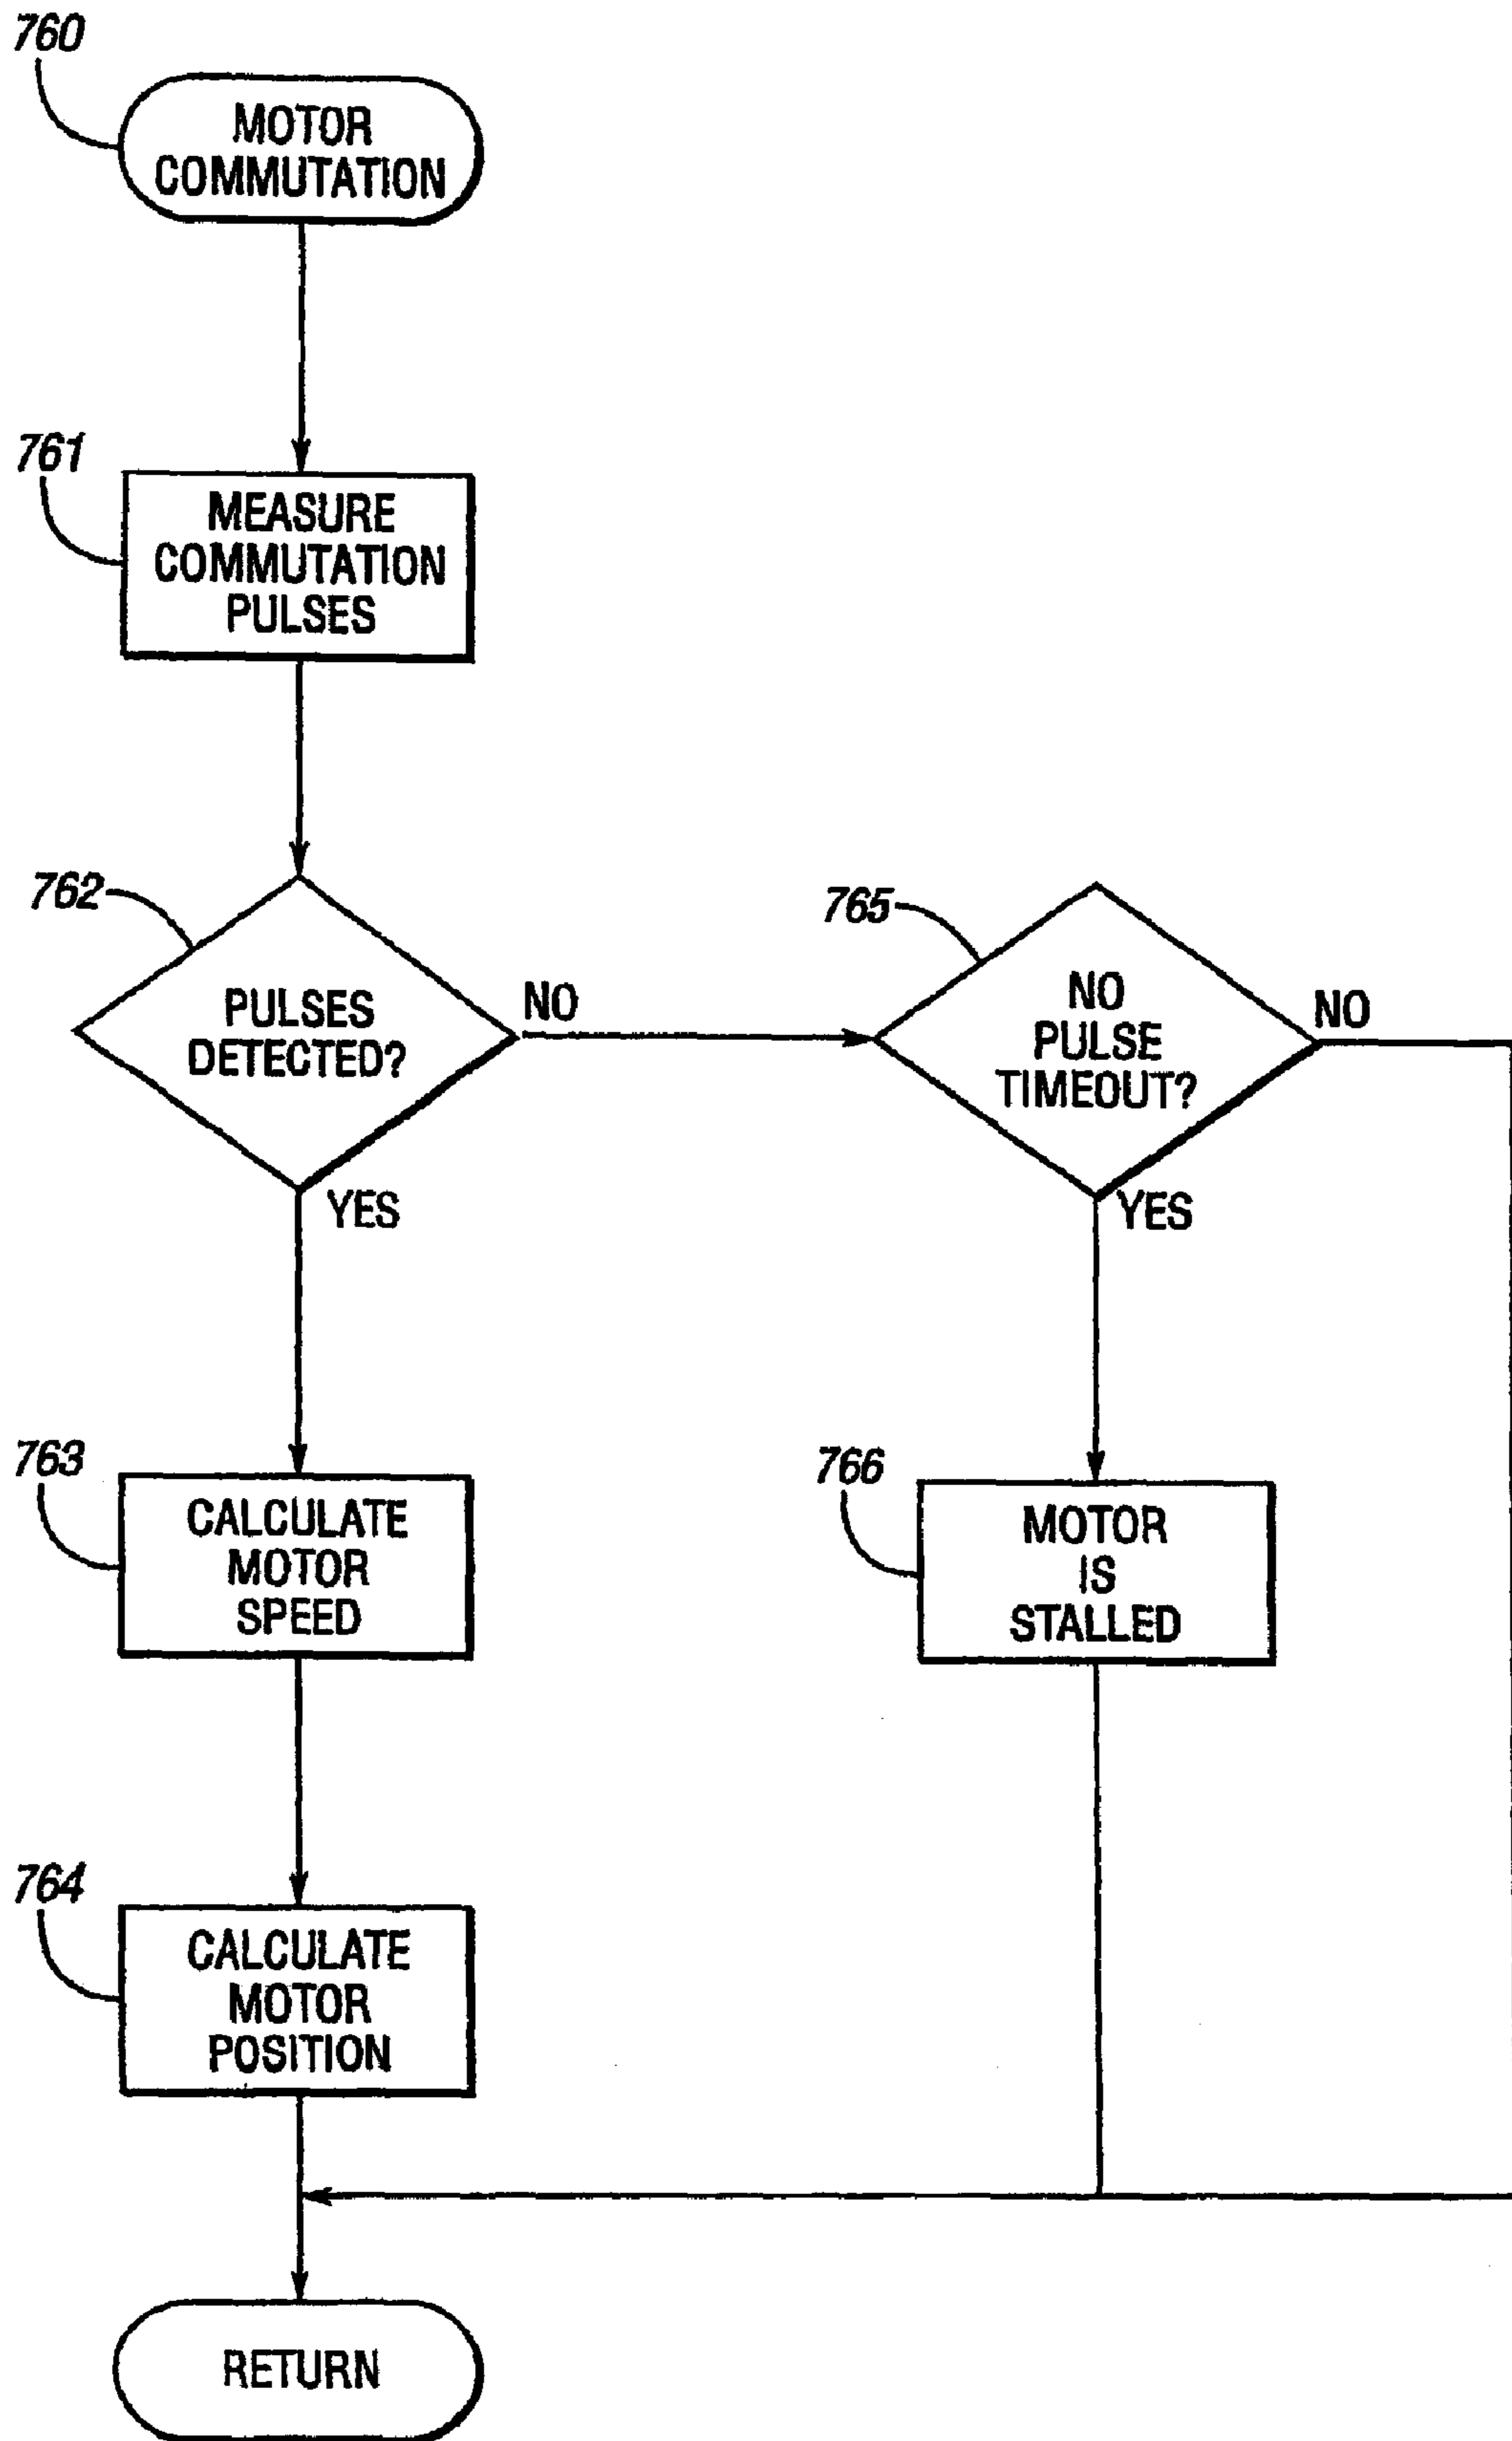 760
MOTOR
COMMUTATION
761
MEASURE
COMMUTATION
PULSES
762
PULSES
DETECTED?
NO
YES
765
NO
PULSE
TIMEOUT?
NO
YES
763
CALCULATE
MOTOR
SPEED
766
MOTOR
IS
STALLED
764
CALCULATE
MOTOR
POSITION
RETURN